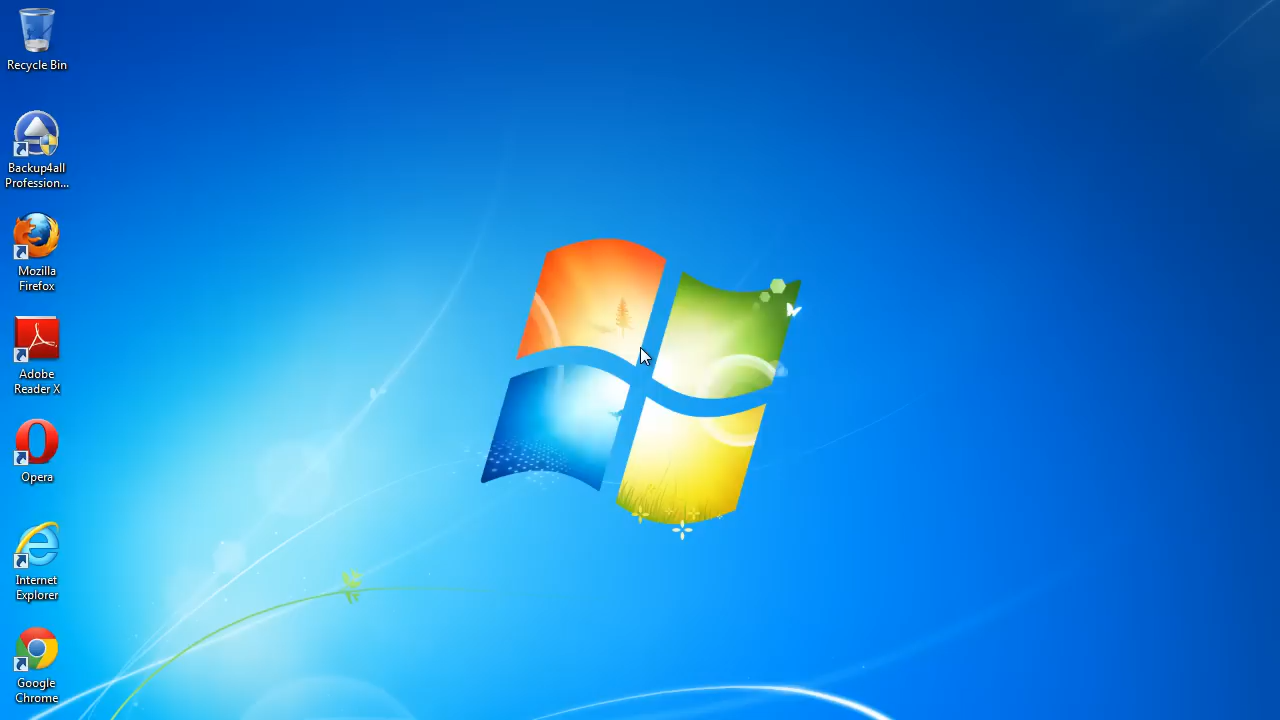 Recycle Bin
Backup4all
Profession...
Mozilla
Firefox
Adobe
Reader X
Opera
Internet
Explorer
Google
Chrome